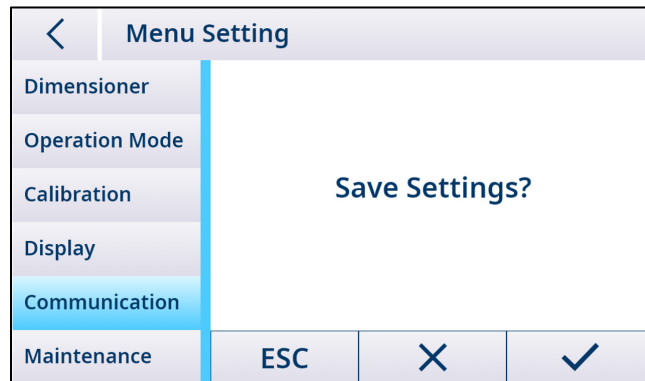 Menu Setting
Dimensioner
Operation Mode
Calibration
Display
Communication
Maintenance
Save Settings?
ESC